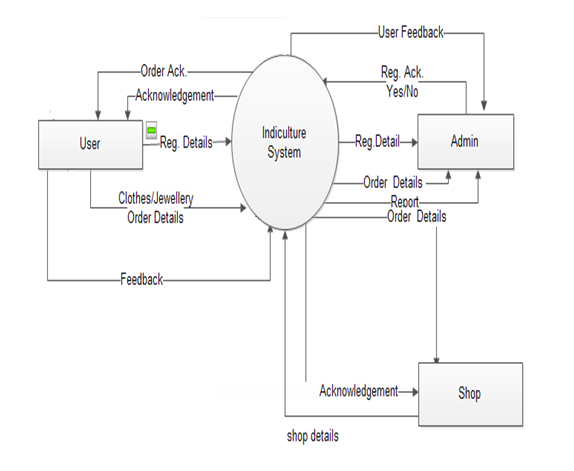 User Feedback
Order Ack.
Reg. Ack.
Yes/No
Acknowledgement
User
Reg. Details
Indiculture
System
Reg.Detail
Admin
Order Details
Clothes/Jewellery
Order Details
Report
Order Details
Feedback
Acknowledgement
Shop
shop details